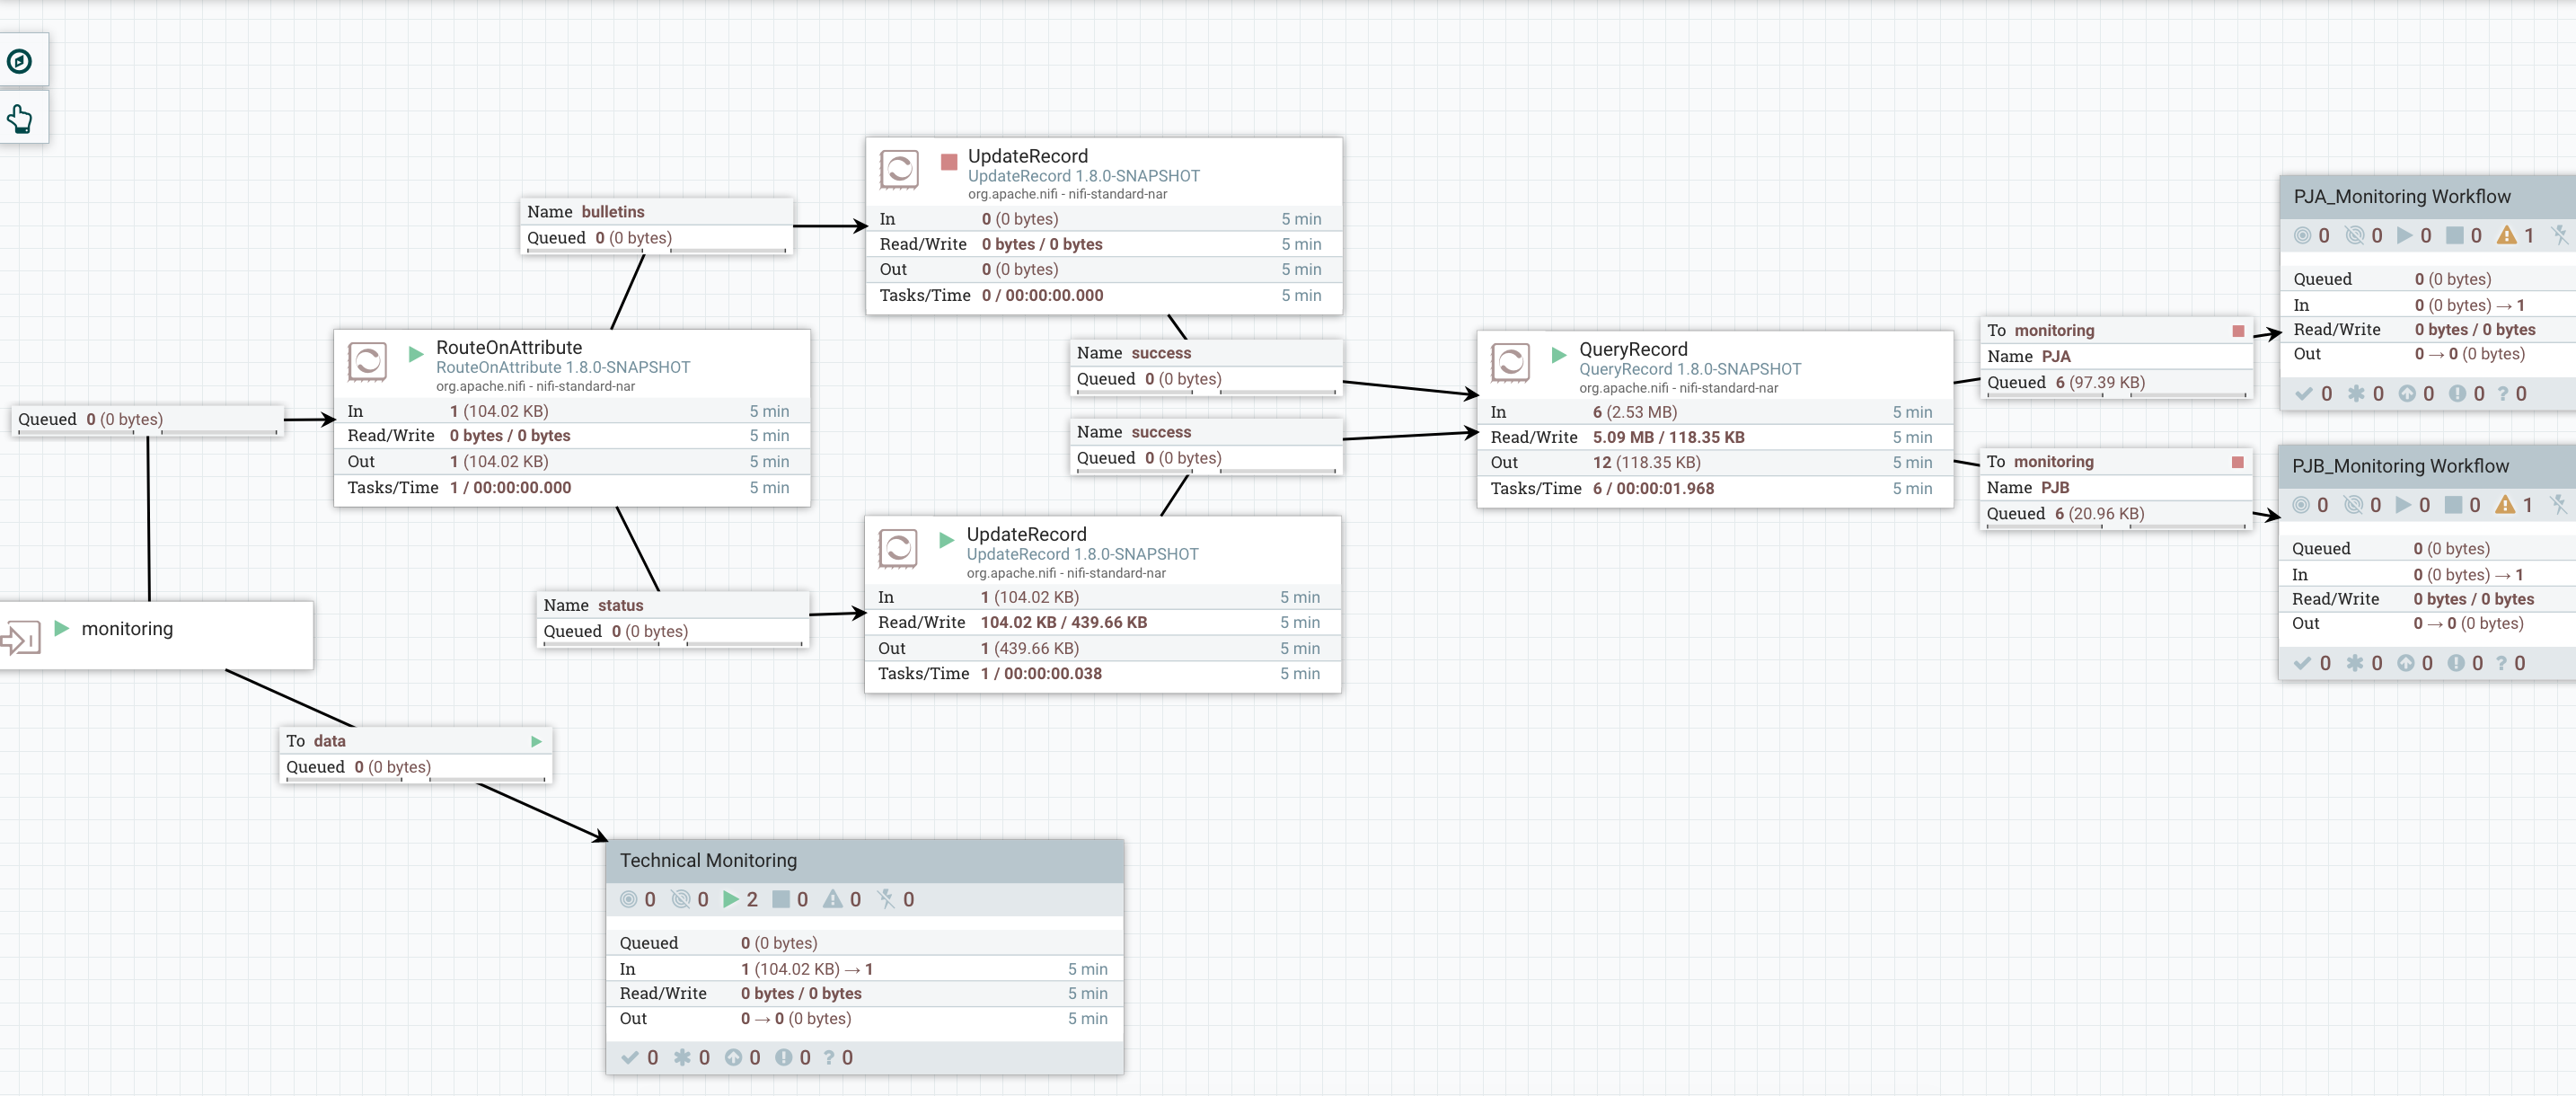 UpdateRecord
UpdateRecord 1.8.0-SNAPSHOT
org.apache.nifi - nifi-standard-nar
In 0 (0 bytes) 5 min
Read/Write 0 bytes / 0 bytes 5 min
Out 0 (0 bytes) 5 min
Tasks/Time 0 / 00:00:00.000 5 min
Name bulletins
Queued 0 (0 bytes)
RouteOnAttribute
RouteOnAttribute 1.8.0-SNAPSHOT
org.apache.nifi - nifi-standard-nar
In 1 (104.02 KB) 5 min
Read/Write 0 bytes / 0 bytes 5 min
Out 1 (104.02 KB) 5 min
Tasks/Time 1 / 00:00:00.000 5 min
Queued 0 (0 bytes)
Name success
Queued 0 (0 bytes)
Name success
Queued 0 (0 bytes)
QueryRecord
QueryRecord 1.8.0-SNAPSHOT
org.apache.nifi - nifi-standard-nar
In 6 (2.53 MB) 5 min
Read/Write 5.09 MB / 118.35 KB 5 min
Out 12 (118.35 KB) 5 min
Tasks/Time 6 / 00:00:01.968 5 min
To monitoring
Name PJA
Queued 6 (97.39 KB)
To monitoring
Name PJB
Queued 6 (20.96 KB)
PJA_Monitoring Workflow
0 0 0 0 1
Queued 0 (0 bytes)
In 0 (0 bytes) → 1
Read/Write 0 bytes / 0 bytes
Out 0 → 0 (0 bytes)
0 0 0 0 ? 0
PJB_Monitoring Workflow
0 0 0 0 1
Queued 0 (0 bytes)
In 0 (0 bytes) → 1
Read/Write 0 bytes / 0 bytes
Out 0 → 0 (0 bytes)
0 0 0 0 ? 0
UpdateRecord
UpdateRecord 1.8.0-SNAPSHOT
org.apache.nifi - nifi-standard-nar
In 1 (104.02 KB) 5 min
Read/Write 104.02 KB / 439.66 KB 5 min
Out 1 (439.66 KB) 5 min
Tasks/Time 1 / 00:00:00.038 5 min
Name status
Queued 0 (0 bytes)
monitoring
To data
Queued 0 (0 bytes)
Technical Monitoring
0 0 2 0 0 0
Queued 0 (0 bytes)
In 1 (104.02 KB) → 1 5 min
Read/Write 0 bytes / 0 bytes 5 min
Out 0 → 0 (0 bytes) 5 min
0 0 0 0 ? 0